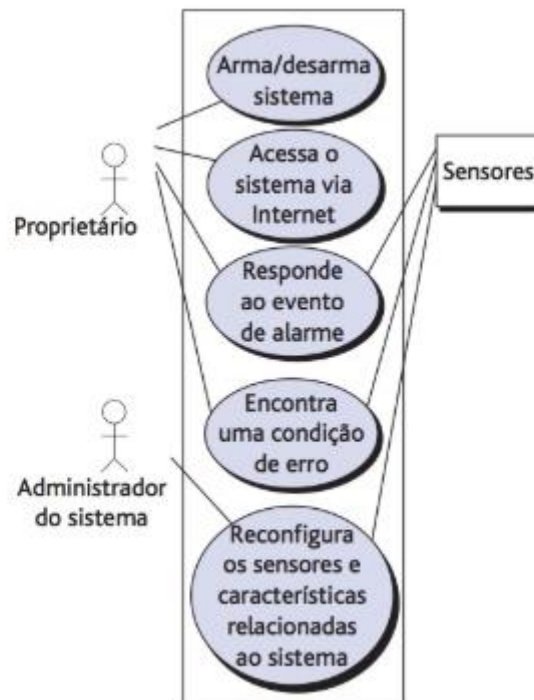 Arma/desarma
sistema
Acessa o
sistema via
Internet
Sensores
Proprietário
Responde
ao evento
de alarme
Encontra
uma condição
de erro
Administrador
do sistema
Reconfigura
os sensores e
características
relacionadas
ao sistema